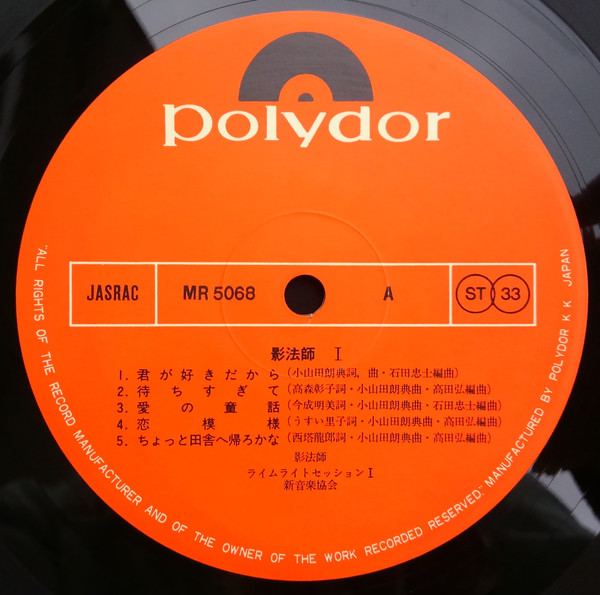 polydor
JASRAC MR 5068 A ST 33
影法師 I
1. 君が好きだから(小山田朗典詞, 曲・石田忠士編曲)
2. 待ちすぎて(高森彰子詞・小山田朗典曲・高田弘編曲)
3. 愛の童話(今成明美詞・小山田朗典曲・石田忠士編曲)
4. 恋模様(うすい里子詞・小山田朗典曲・高田弘編曲)
5. ちょっと田舎へ帰ろかな(西塔龍郎詞・小山田朗典曲・高田弘編曲)
影法師
ライムライトセッションI
新音楽協会
"ALL RIGHTS OF THE RECORD MANUFACTURER AND OF THE OWNER OF THE WORK RECORDED RESERVED." MANUFACTURED BY POLYDOR K K JAPAN